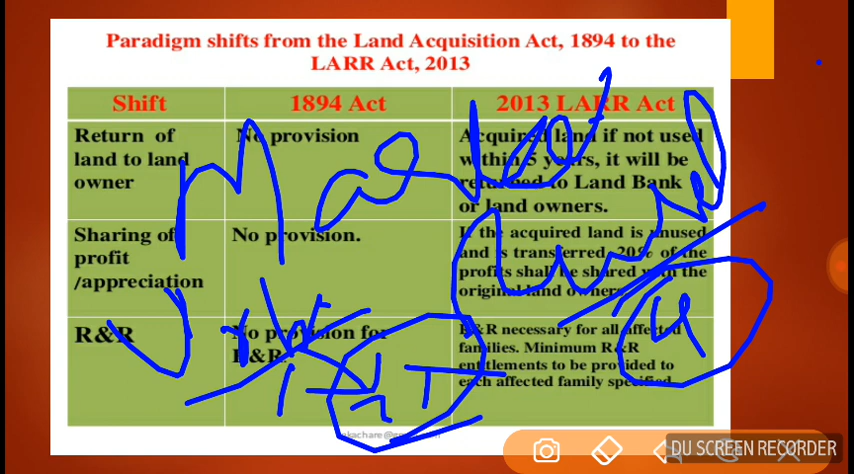 Paradigm shifts from the Land Acquisition Act, 1894 to the
LARR Act, 2013
Shift
1894 Act
2013 LARR Act
Return of
land to land
owner
No provision
Acquired land if not used
within 5 years, it will be
returned to Land Bank
or land owners.
Sharing of
profit
/appreciation
No provision.
If the acquired land is unused
and is transferred, 20% of the
profits shall be shared with the
original land owners
R&R
No provision for
R&R.
R&R necessary for all affected
families. Minimum R&R
entitlements to be provided to
each affected family specified
DU SCREEN RECORDER